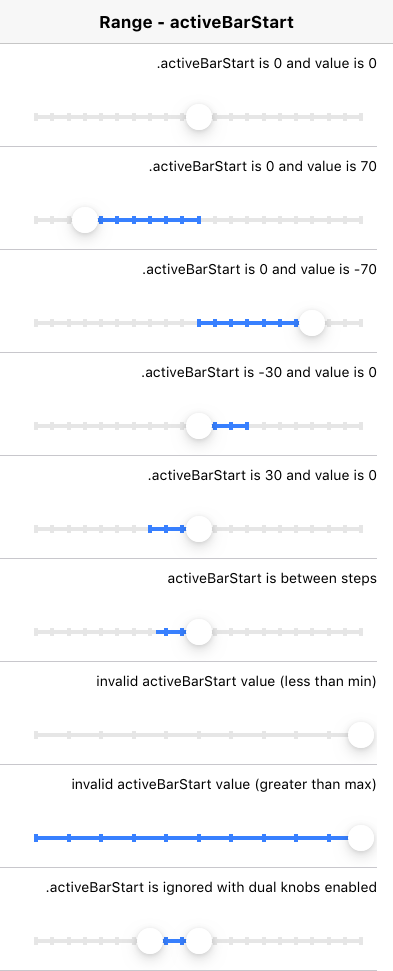 Range - activeBarStart
.activeBarStart is 0 and value is 0
.activeBarStart is 0 and value is 70
.activeBarStart is 0 and value is -70
.activeBarStart is -30 and value is 0
.activeBarStart is 30 and value is 0
activeBarStart is between steps
invalid activeBarStart value (less than min)
invalid activeBarStart value (greater than max)
.activeBarStart is ignored with dual knobs enabled